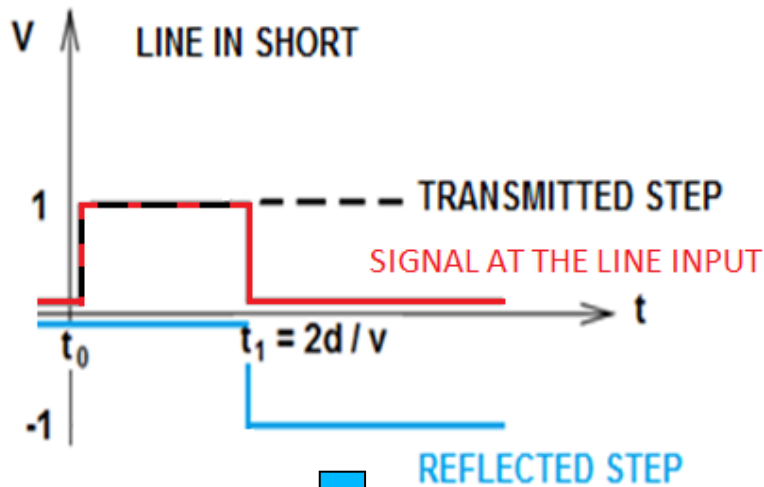 V
LINE IN SHORT
1
TRANSMITTED STEP
SIGNAL AT THE LINE INPUT
t
t0
t1 = 2d / v
-1
REFLECTED STEP